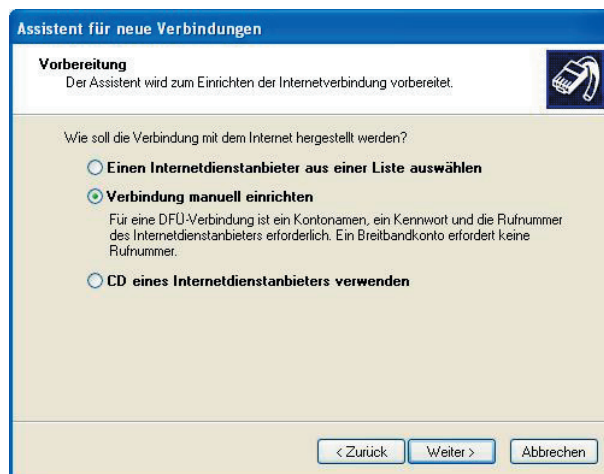 Assistent für neue Verbindungen
Vorbereitung
Der Assistent wird zum Einrichten der Internetverbindung vorbereitet.
Wie soll die Verbindung mit dem Internet hergestellt werden?
Einen Internetdienstanbieter aus einer Liste auswählen
Verbindung manuell einrichten
Für eine DFÜ-Verbindung ist ein Kontonamen, ein Kennwort und die Rufnummer
des Internetdienstanbieters erforderlich. Ein Breitbandkonto erfordert keine
Rufnummer.
CD eines Internetdienstanbieters verwenden
< Zurück Weiter > Abbrechen